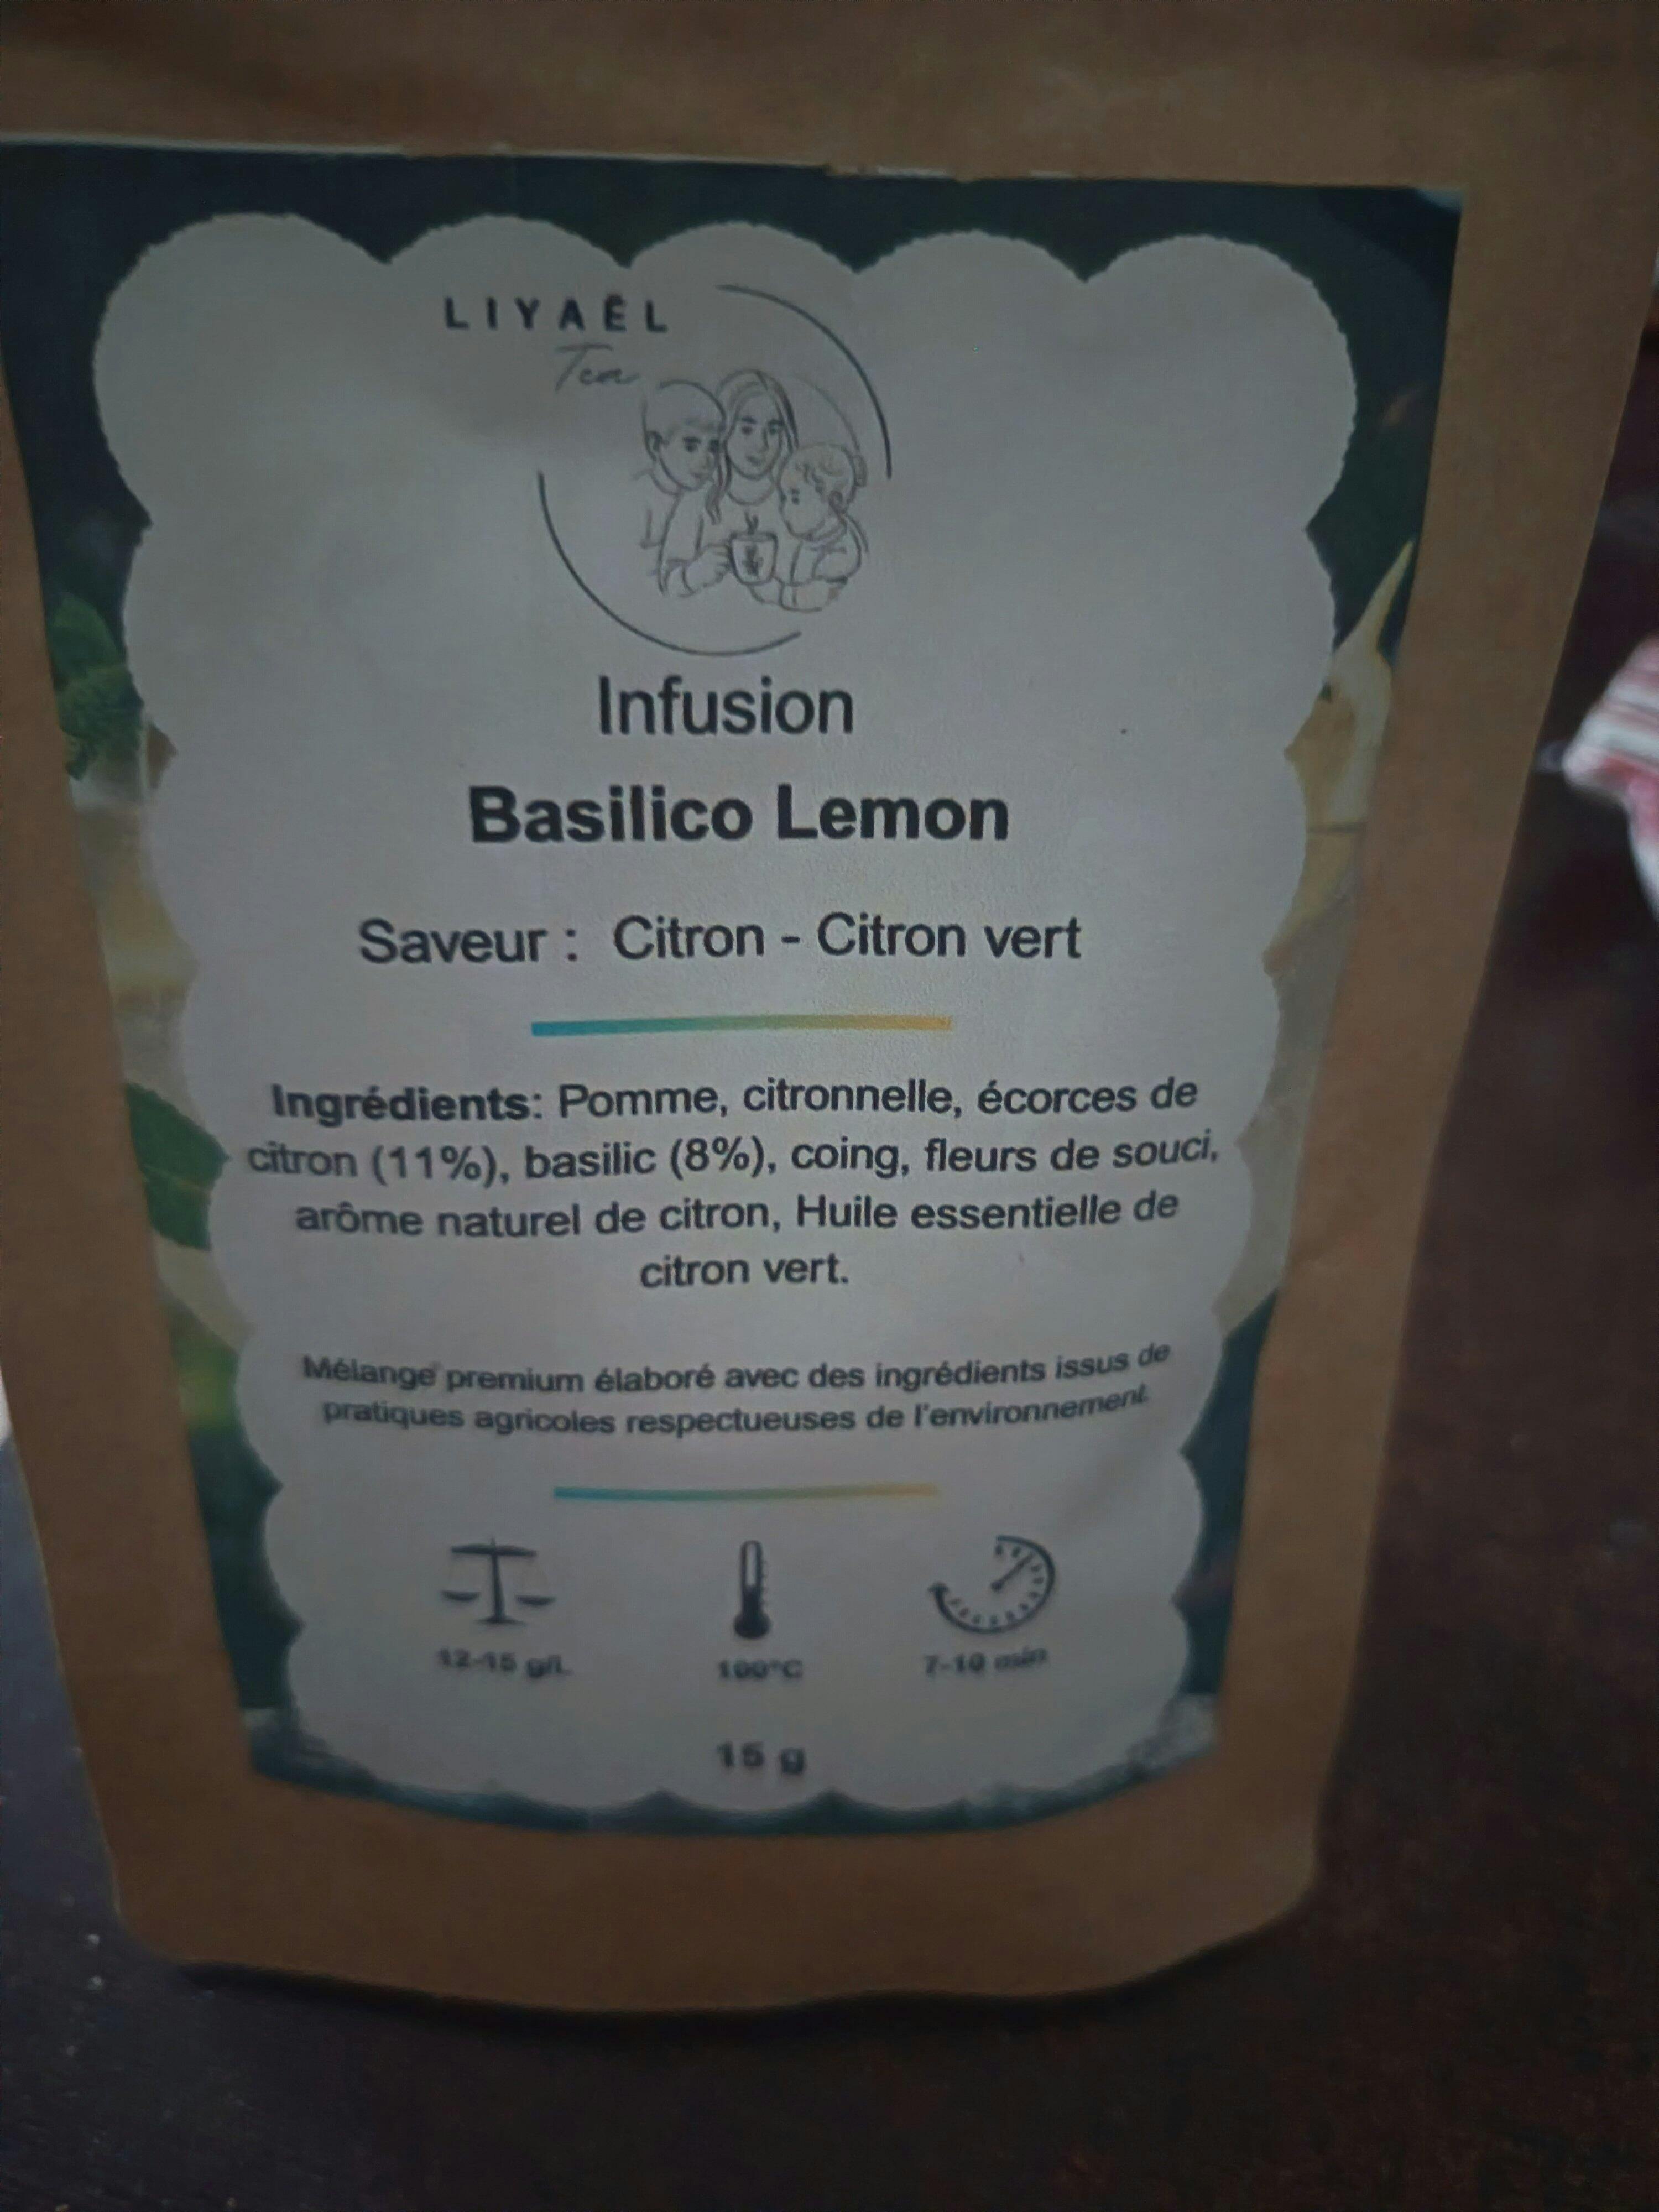 LIYAËL
Tea
Infusion
Basilico Lemon
Saveur : Citron - Citron vert
Ingrédients: Pomme, citronnelle, écorces de
citron (11%), basilic (8%), coing, fleurs de souci,
arôme naturel de citron, Huile essentielle de
citron vert.
Mélange premium élaboré avec des ingrédients issus de
pratiques agricoles respectueuses de l'environnement
12-15 g/L
100°C
7-10 min
15 g